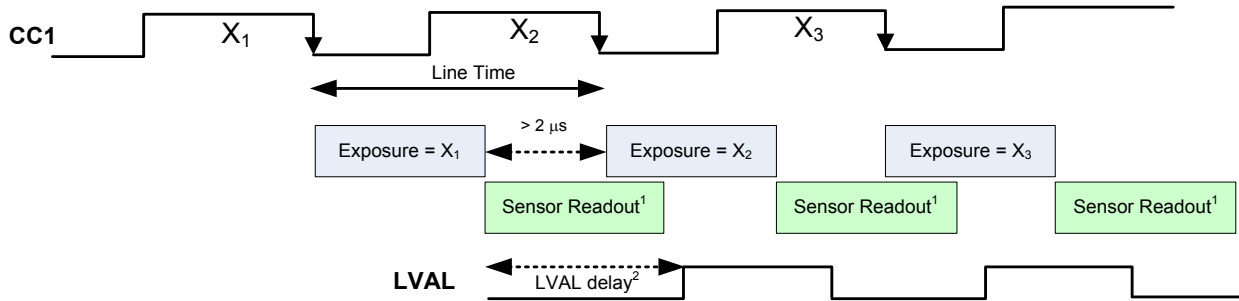 CC1
X1
X2
X3
Line Time
> 2 μs
Exposure = X1
Exposure = X2
Exposure = X3
Sensor Readout1
Sensor Readout1
Sensor Readout1
LVAL
LVAL delay2